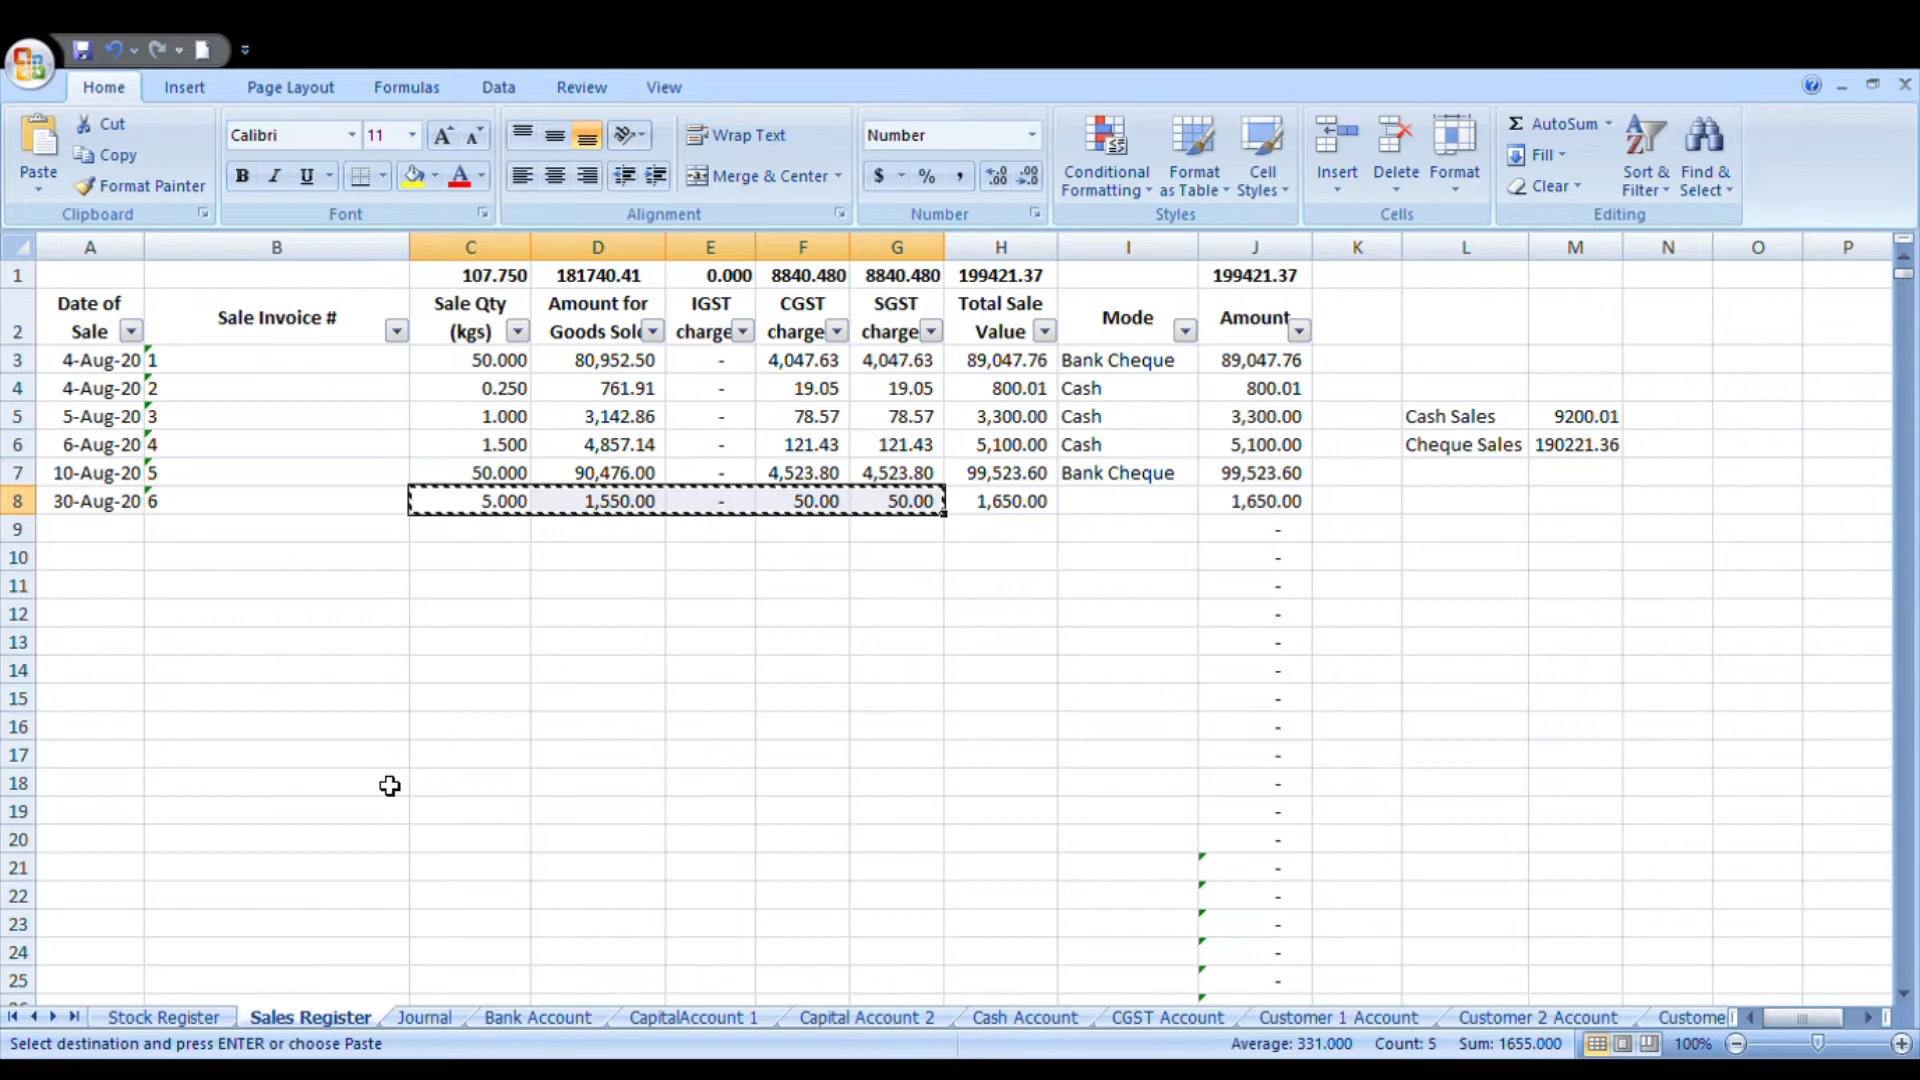 Home Insert Page Layout Formulas Data Review View
Cut Calibri 11 Wrap Text Number AutoSum
Copy Fill
Paste Format Painter B I U Merge & Center $ % , Conditional Formatting Format as Table Cell Styles Insert Delete Format Clear Sort & Filter Find & Select
Clipboard Font Alignment Number Styles Cells Editing
A B C D E F G H I J K L M N O P
1 107.750 181740.41 0.000 8840.480 8840.480 199421.37 199421.37
2 Date of Sale Sale Invoice # Sale Qty (kgs) Amount for Goods Sold IGST charge CGST charge SGST charge Total Sale Value Mode Amount
3 4-Aug-20 1 50.000 80,952.50 - 4,047.63 4,047.63 89,047.76 Bank Cheque 89,047.76
4 4-Aug-20 2 0.250 761.91 - 19.05 19.05 800.01 Cash 800.01
5 5-Aug-20 3 1.000 3,142.86 - 78.57 78.57 3,300.00 Cash 3,300.00 Cash Sales 9200.01
6 6-Aug-20 4 1.500 4,857.14 - 121.43 121.43 5,100.00 Cash 5,100.00 Cheque Sales 190221.36
7 10-Aug-20 5 50.000 90,476.00 - 4,523.80 4,523.80 99,523.60 Bank Cheque 99,523.60
8 30-Aug-20 6 5.000 1,550.00 - 50.00 50.00 1,650.00 1,650.00
9 -
10 -
11 -
12 -
13 -
14 -
15 -
16 -
17 -
18 -
19 -
20 -
21 -
22 -
23 -
24 -
25 -
Stock Register Sales Register Journal Bank Account CapitalAccount 1 Capital Account 2 Cash Account CGST Account Customer 1 Account Customer 2 Account Custome
Select destination and press ENTER or choose Paste Average: 331.000 Count: 5 Sum: 1655.000 100%